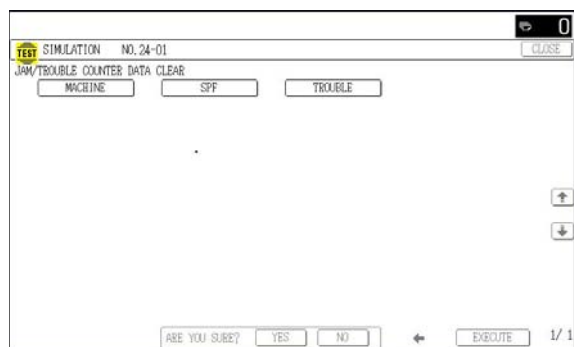 0
TEST SIMULATION NO. 24-01 CLOSE
JAM/TROUBLE COUNTER DATA CLEAR
MACHINE SPF TROUBLE
ARE YOU SURE? YES NO EXECUTE 1/ 1